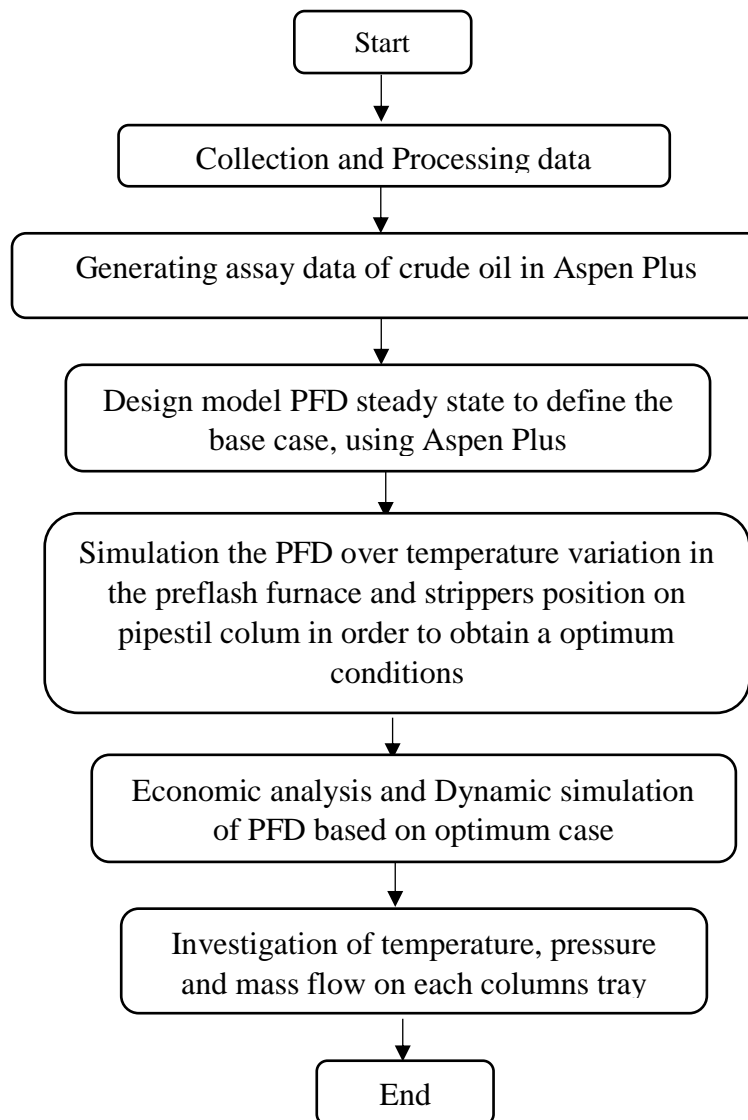 Start
Collection and Processing data
Generating assay data of crude oil in Aspen Plus
Design model PFD steady state to define the
base case, using Aspen Plus
Simulation the PFD over temperature variation in
the preflash furnace and strippers position on
pipestil colum in order to obtain a optimum
conditions
Economic analysis and Dynamic simulation
of PFD based on optimum case
Investigation of temperature, pressure
and mass flow on each columns tray
End